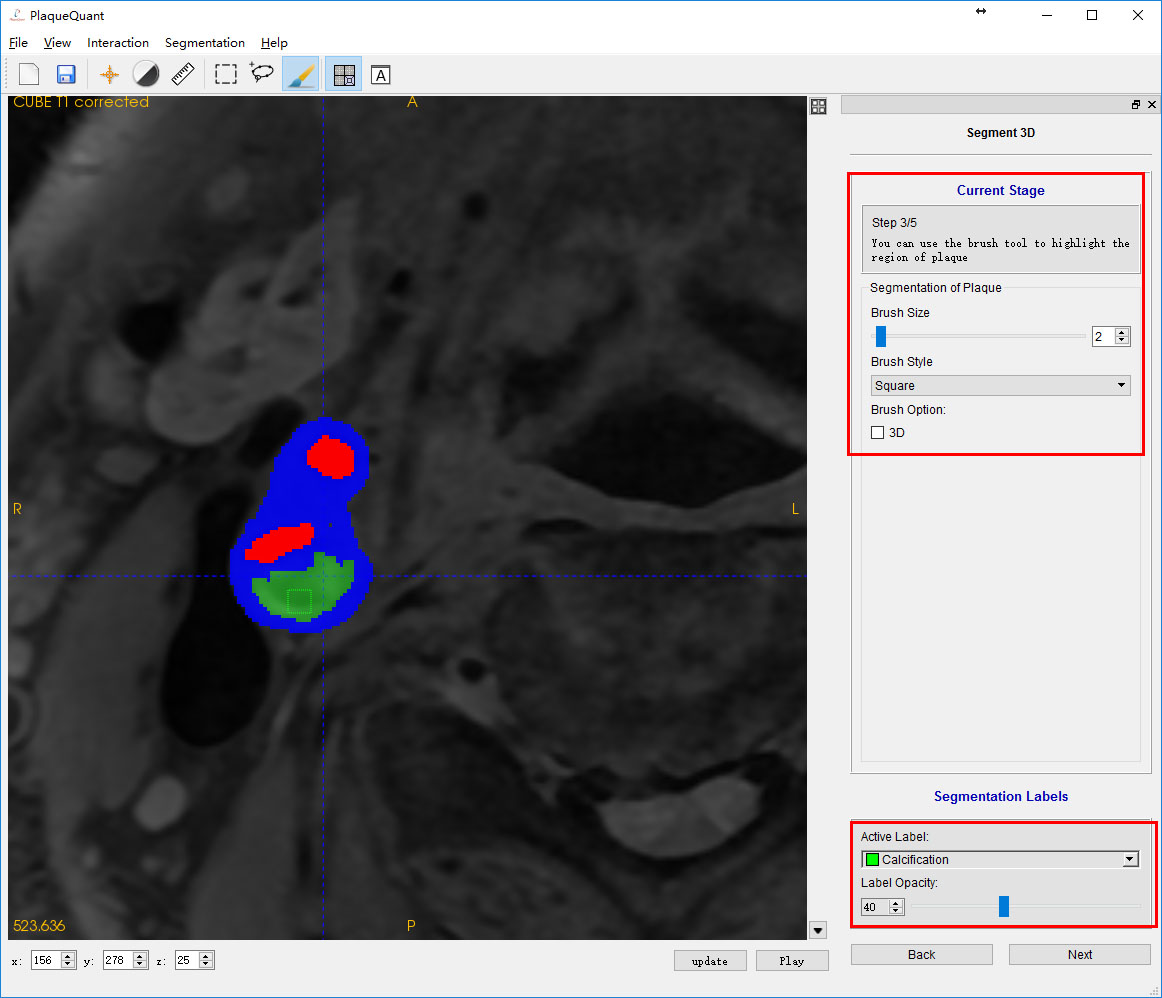 PlaqueQuant
File View Interaction Segmentation Help
A
CUBE T1 corrected
A
R
L
523.636
P
x: 156 y: 278 z: 25
update Play
Segment 3D
Current Stage
Step 3/5
You can use the brush tool to highlight the
region of plaque
Segmentation of Plaque
Brush Size
2
Brush Style
Square
Brush Option:
3D
Segmentation Labels
Active Label:
Calcification
Label Opacity:
40
Back Next